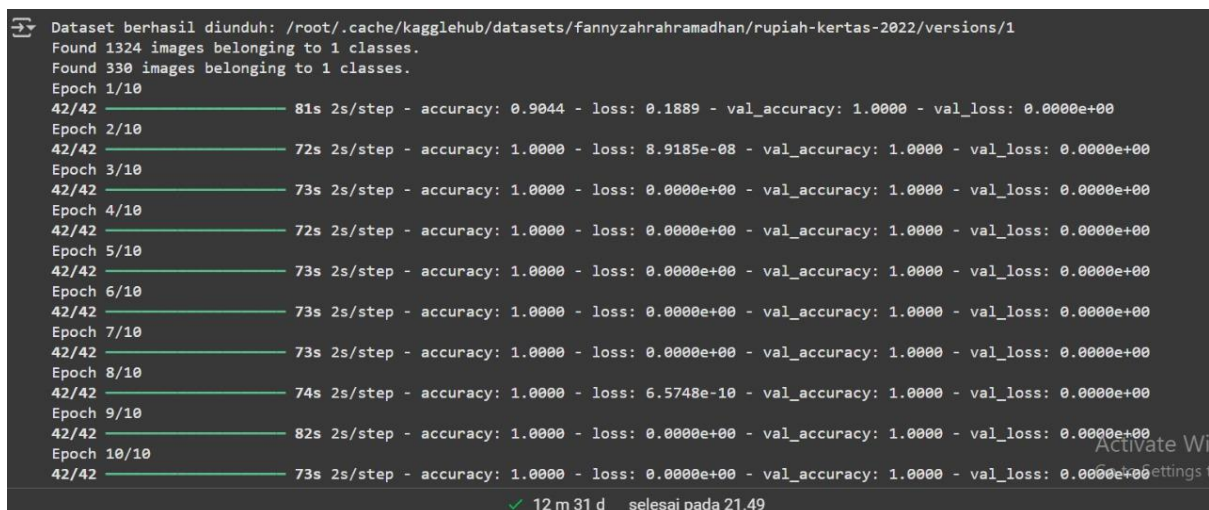 Dataset berhasil diunduh: /root/.cache/kagglehub/datasets/fannyzahrahramadhan/rupiah-kertas-2022/versions/1
Found 1324 images belonging to 1 classes.
Found 330 images belonging to 1 classes.
Epoch 1/10
42/42 ━━━━━━━━━━━━━━━━━━━━ 81s 2s/step - accuracy: 0.9044 - loss: 0.1889 - val_accuracy: 1.0000 - val_loss: 0.0000e+00
Epoch 2/10
42/42 ━━━━━━━━━━━━━━━━━━━━ 72s 2s/step - accuracy: 1.0000 - loss: 8.9185e-08 - val_accuracy: 1.0000 - val_loss: 0.0000e+00
Epoch 3/10
42/42 ━━━━━━━━━━━━━━━━━━━━ 73s 2s/step - accuracy: 1.0000 - loss: 0.0000e+00 - val_accuracy: 1.0000 - val_loss: 0.0000e+00
Epoch 4/10
42/42 ━━━━━━━━━━━━━━━━━━━━ 72s 2s/step - accuracy: 1.0000 - loss: 0.0000e+00 - val_accuracy: 1.0000 - val_loss: 0.0000e+00
Epoch 5/10
42/42 ━━━━━━━━━━━━━━━━━━━━ 73s 2s/step - accuracy: 1.0000 - loss: 0.0000e+00 - val_accuracy: 1.0000 - val_loss: 0.0000e+00
Epoch 6/10
42/42 ━━━━━━━━━━━━━━━━━━━━ 73s 2s/step - accuracy: 1.0000 - loss: 0.0000e+00 - val_accuracy: 1.0000 - val_loss: 0.0000e+00
Epoch 7/10
42/42 ━━━━━━━━━━━━━━━━━━━━ 73s 2s/step - accuracy: 1.0000 - loss: 0.0000e+00 - val_accuracy: 1.0000 - val_loss: 0.0000e+00
Epoch 8/10
42/42 ━━━━━━━━━━━━━━━━━━━━ 74s 2s/step - accuracy: 1.0000 - loss: 6.5748e-10 - val_accuracy: 1.0000 - val_loss: 0.0000e+00
Epoch 9/10
42/42 ━━━━━━━━━━━━━━━━━━━━ 82s 2s/step - accuracy: 1.0000 - loss: 0.0000e+00 - val_accuracy: 1.0000 - val_loss: 0.0000e+00
Activate Wi
Epoch 10/10
42/42 ━━━━━━━━━━━━━━━━━━━━ 73s 2s/step - accuracy: 1.0000 - loss: 0.0000e+00 - val_accuracy: 1.0000 - val_loss: 0.0000e+00
Settings
✓ 12 m 31 d selesai pada 21.49